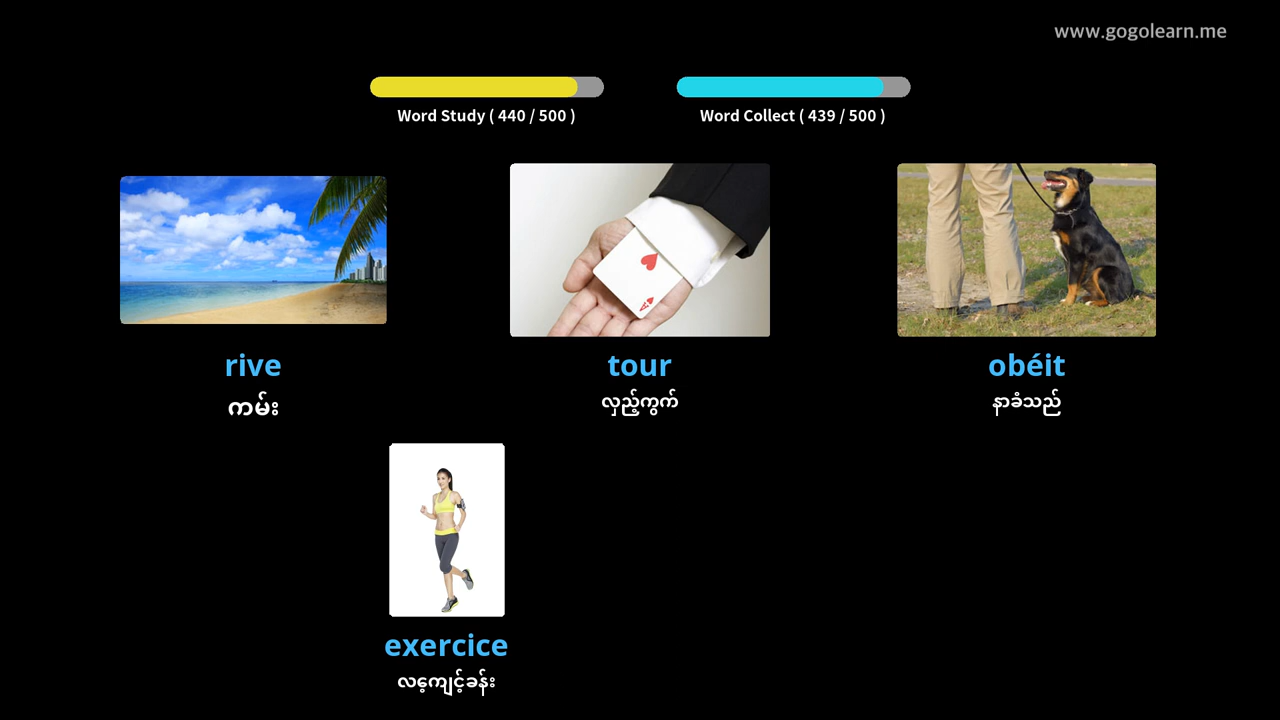 www.gogolearn.me
Word Study ( 440 / 500 )
Word Collect ( 439 / 500 )
rive
ကမ်း
tour
လှည့်ကွက်
obéit
နာခံသည်
exercice
လေ့ကျင့်ခန်း